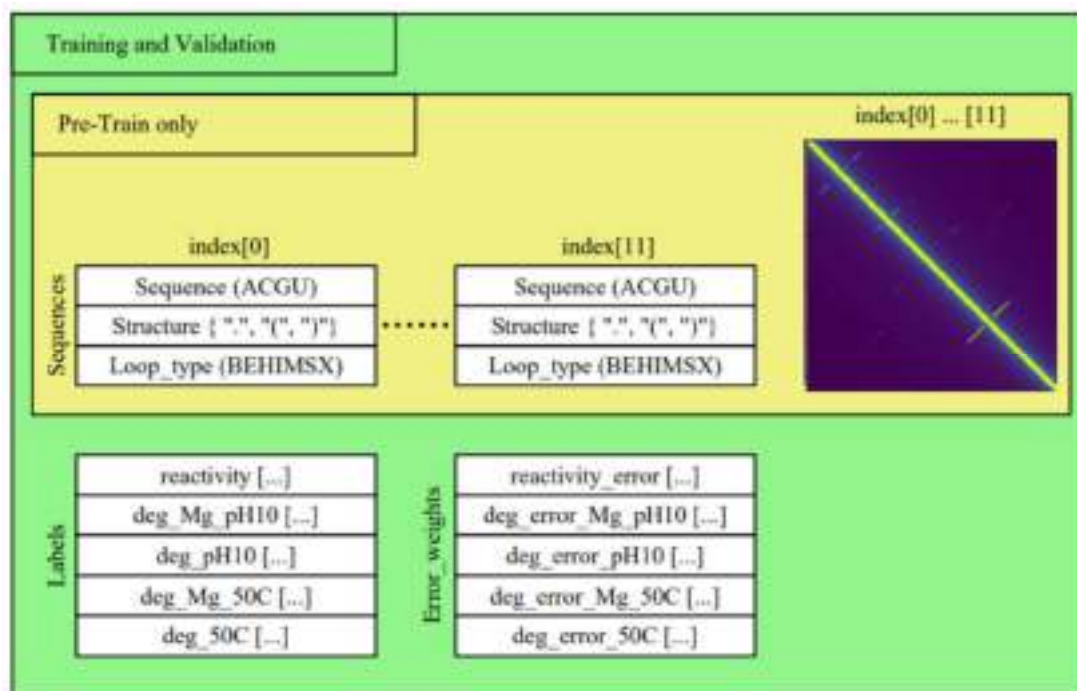 Training and Validation
Pre-Train only
index[0] ... [11]
index[0]
index[11]
Sequences
Sequence (ACGU)
Structure { ".", "(", ")"}
Loop_type (BEHIMSX)
Sequence (ACGU)
Structure { ".", "(", ")"}
Loop_type (BEHIMSX)
Labels
reactivity [...]
deg_Mg_pH10 [...]
deg_pH10 [...]
deg_Mg_50C [...]
deg_50C [...]
Error_weights
reactivity_error [...]
deg_error_Mg_pH10 [...]
deg_error_pH10 [...]
deg_error_Mg_50C [...]
deg_error_50C [...]